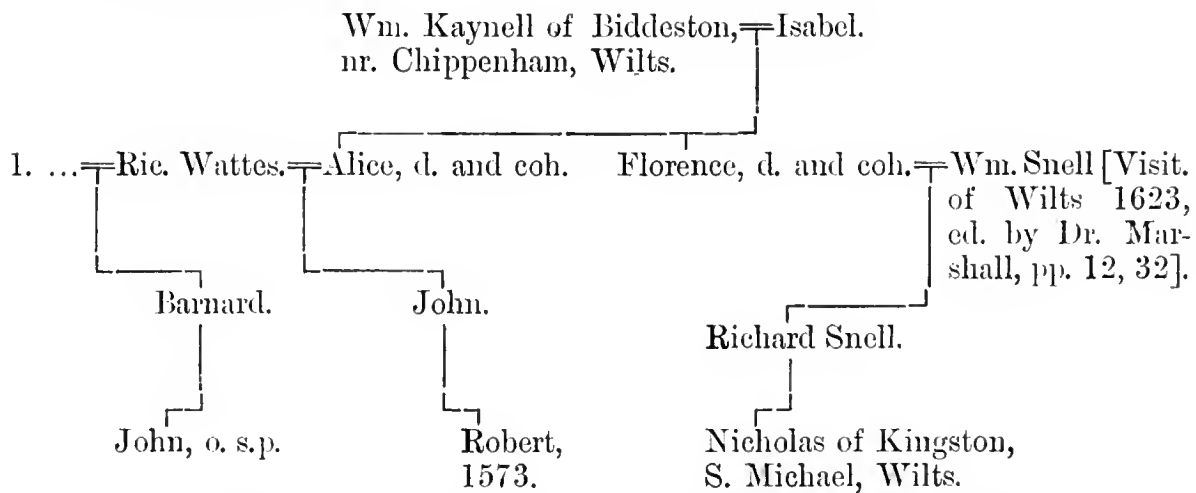 Wm. Kaynell of Biddeston,
nr. Chippenham, Wilts.
Isabel.
1. ...
Ric. Wattes.
Alice, d. and coh.
Florence, d. and coh.
Wm. Snell [Visit.
of Wilts 1623,
ed. by Dr. Mar-
shall, pp. 12, 32].
Barnard.
John.
Richard Snell.
John, o. s.p.
Robert,
1573.
Nicholas of Kingston,
S. Michael, Wilts.